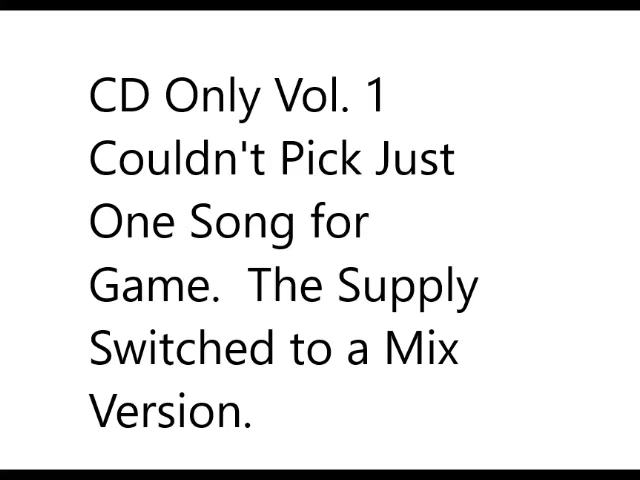 CD Only Vol. 1
Couldn't Pick Just
One Song for
Game.  The Supply
Switched to a Mix
Version.